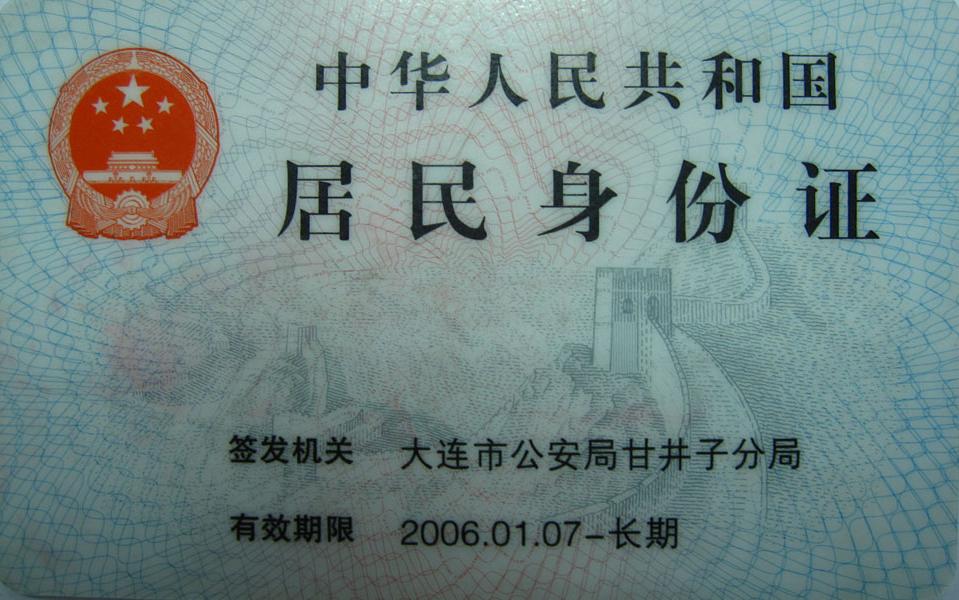 中华人民共和国
居民身份证
签发机关 大连市公安局甘井子分局
有效期限 2006.01.07-长期